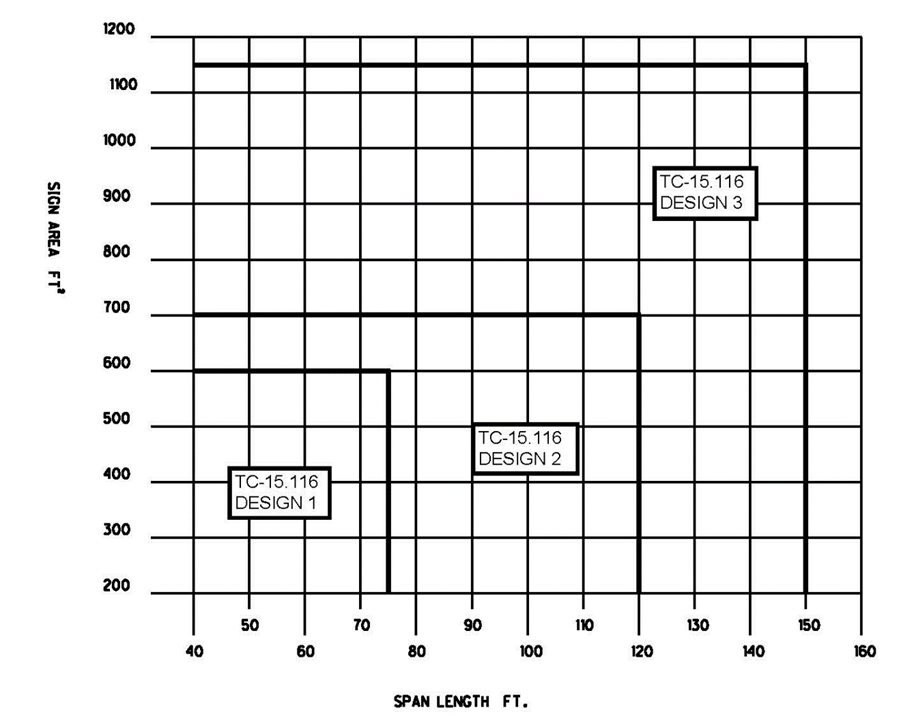 1200
1100
1000
900
800
700
600
500
400
300
200
SIGN AREA FT²
TC-15.116
DESIGN 3
TC-15.116
DESIGN 2
TC-15.116
DESIGN 1
50 70 90 110 130 150
40 60 80 100 120 140 160
SPAN LENGTH FT.